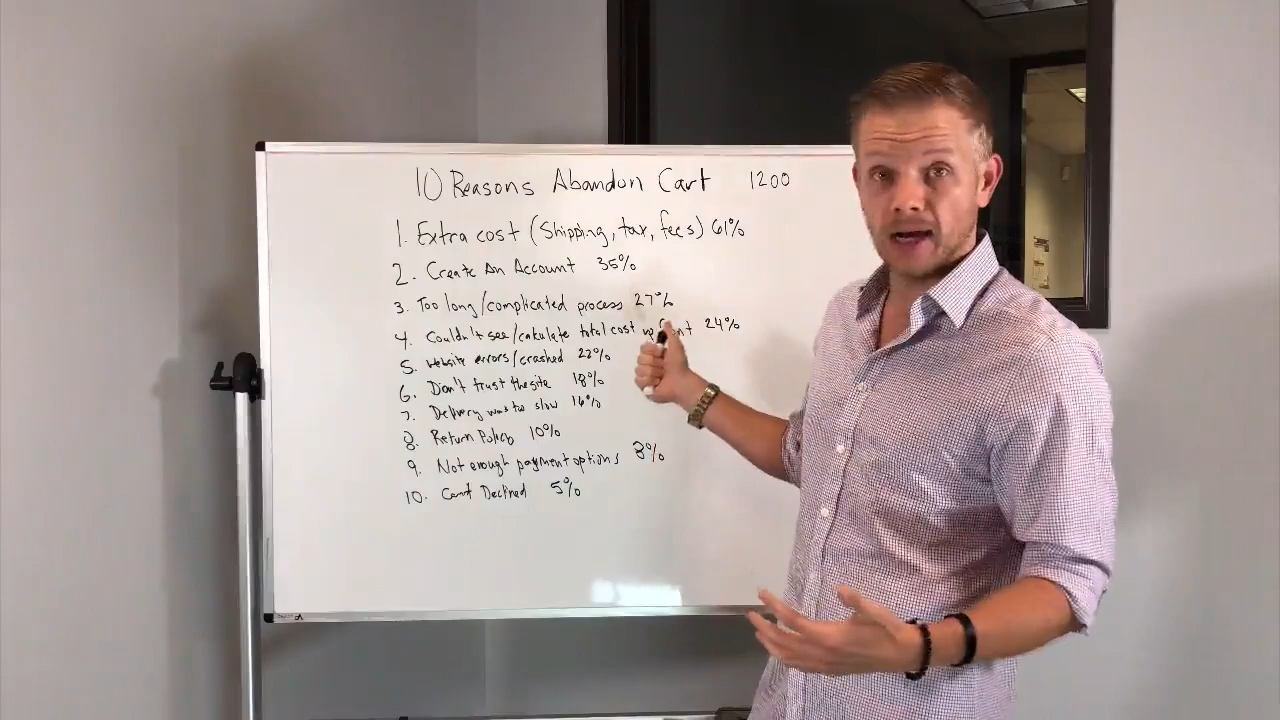 10 Reasons Abandon Cart 1200
1. Extra cost (Shipping, tax, fees) 61%
2. Create An Account 35%
3. Too long/complicated process 27%
4. Couldn't see/calculate total cost 24%
5. Website errors/crashed 22%
6. Don't trust the site 18%
7. Delivery was too slow 16%
8. Return Policy 10%
9. Not enough payment options 8%
10. Card Declined 5%